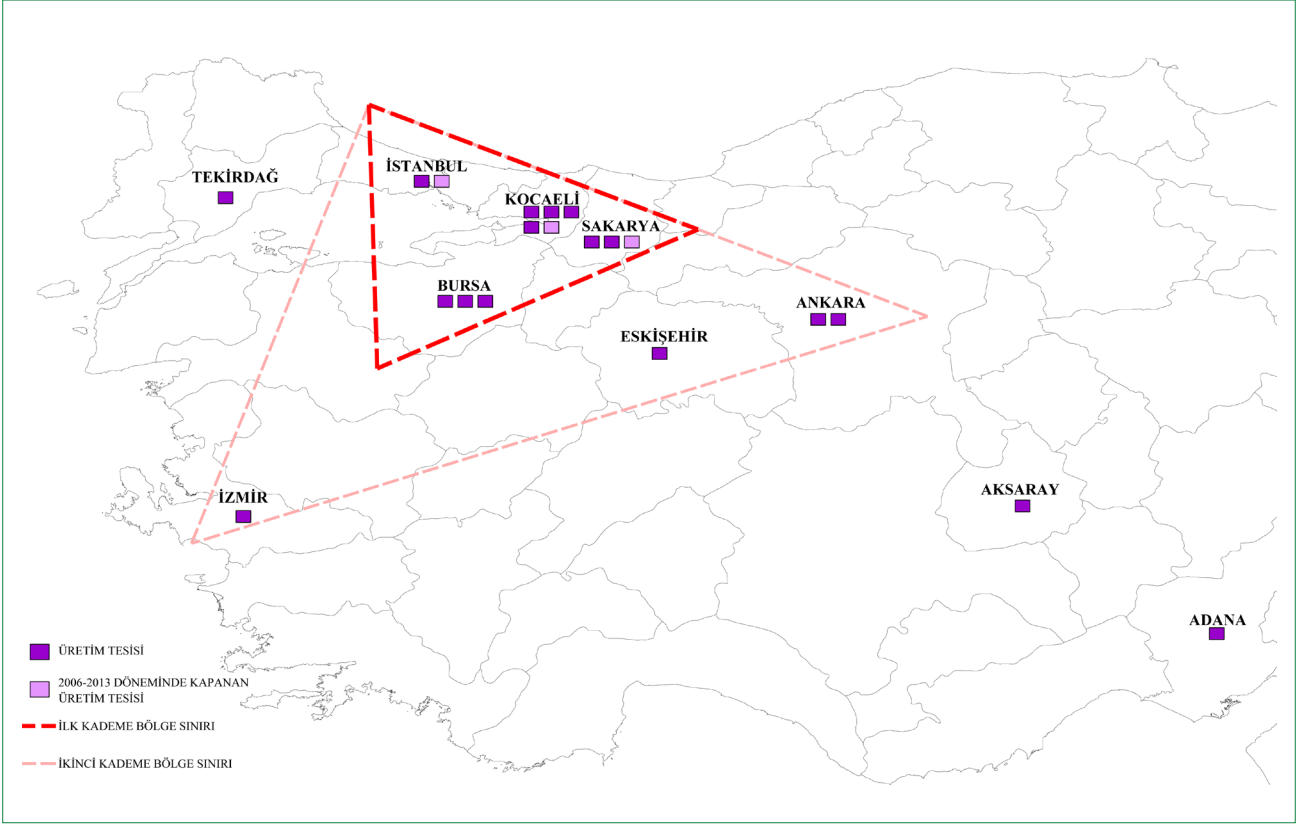 İSTANBUL
TEKİRDAĞ
KOCAELİ
SAKARYA
BURSA
ANKARA
ESKİŞEHİR
İZMİR
AKSARAY
ADANA
ÜRETİM TESİSİ
2006-2013 DÖNEMİNDE KAPANAN
ÜRETİM TESİSİ
İLK KADEME BÖLGE SINIRI
İKİNCİ KADEME BÖLGE SINIRI